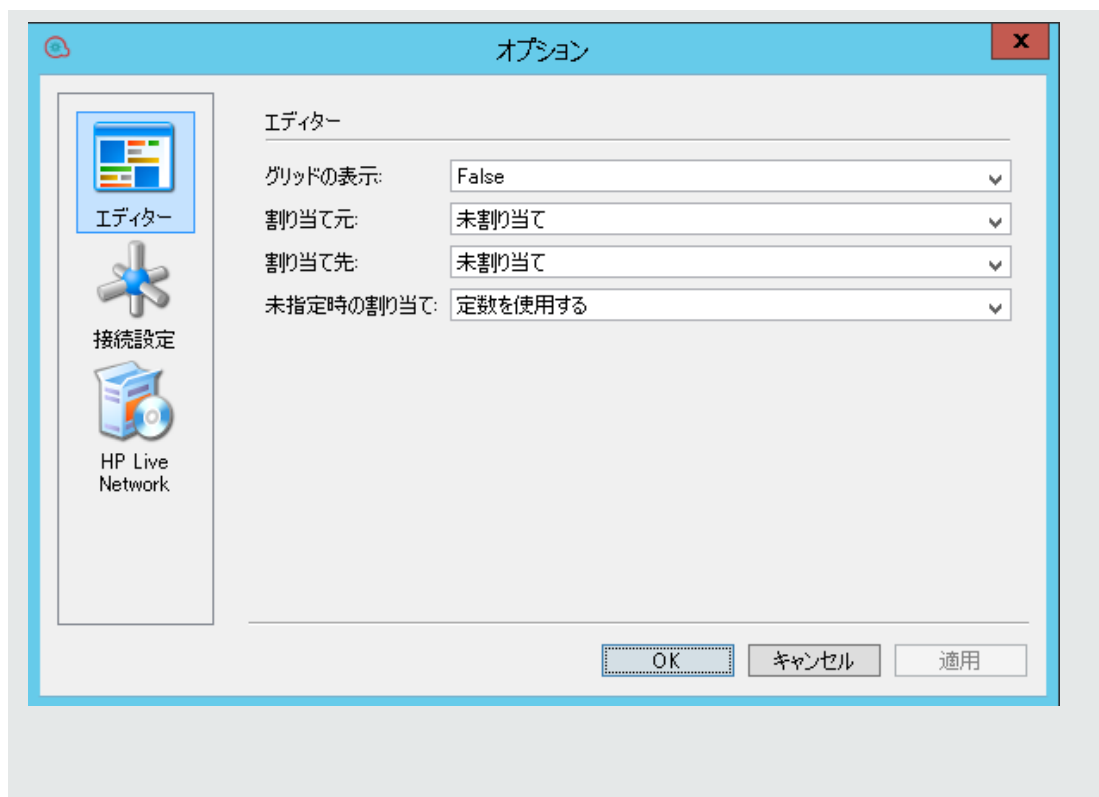 オプション
エディター
接続設定
HP Live
Network
エディター
グリッドの表示: False
割り当て元: 未割り当て
割り当て先: 未割り当て
未指定時の割り当て: 定数を使用する
OK キャンセル 適用